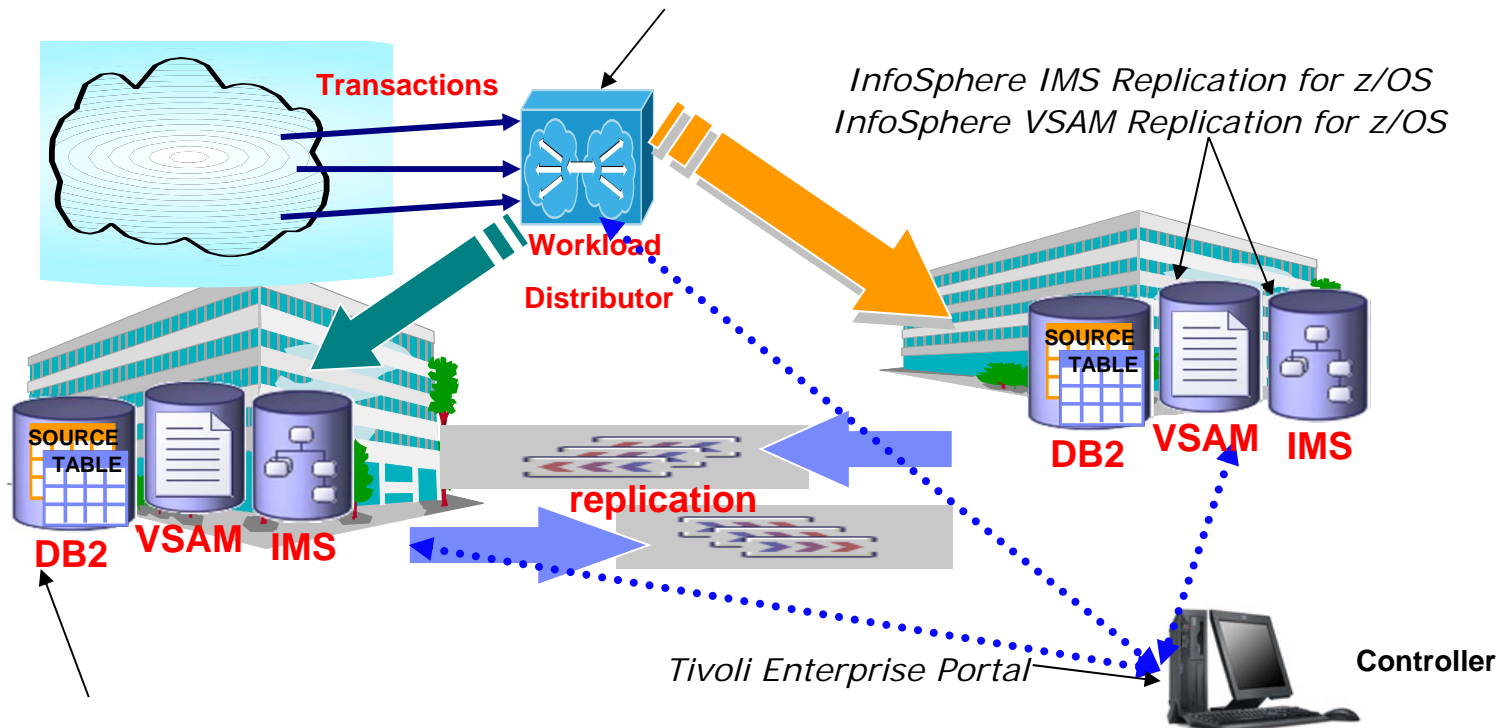 Transactions
InfoSphere IMS Replication for z/OS
InfoSphere VSAM Replication for z/OS
Workload
Distributor
SOURCE
TABLE
DB2
VSAM
IMS
SOURCE
TABLE
DB2
VSAM
IMS
replication
Tivoli Enterprise Portal
Controller